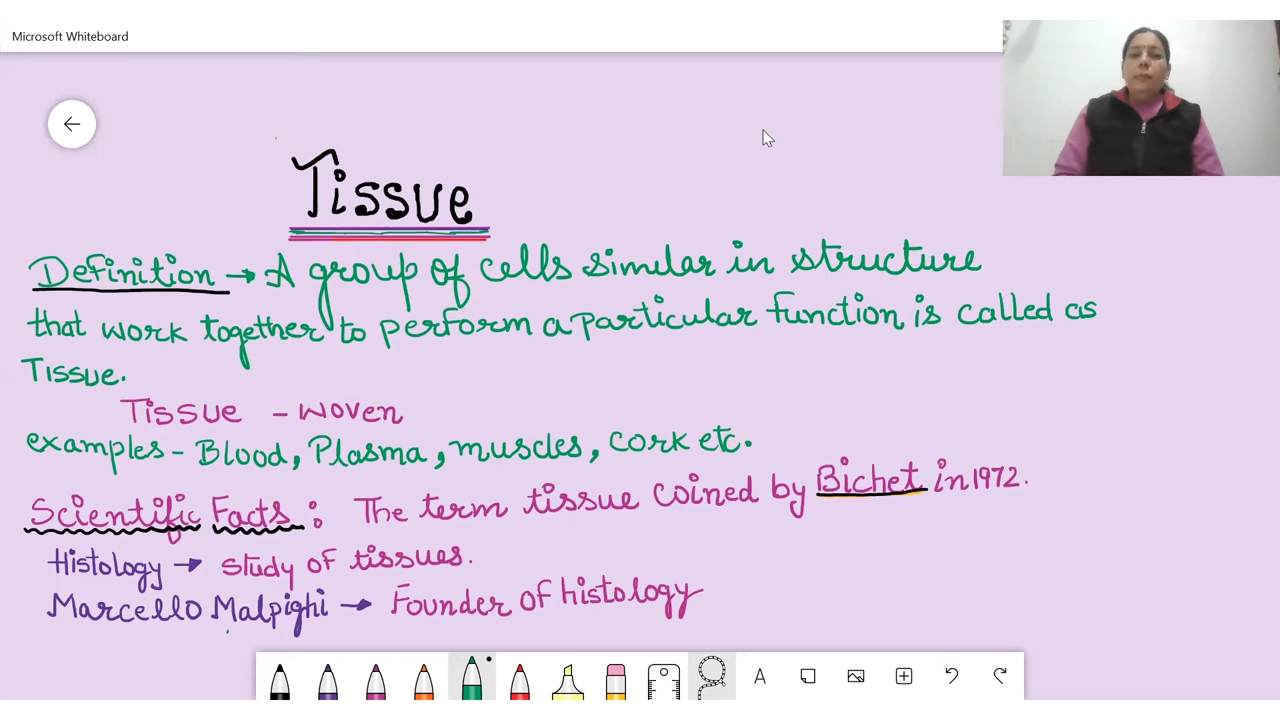 Microsoft Whiteboard
Tissue
Definition → A group of cells similar in structure
that work together to perform a particular function is called as
Tissue.
Tissue - woven
examples - Blood, Plasma, muscles, cork etc.
Scientific Facts : The term tissue coined by Bichet in 1972.
Histology → study of tissues.
Marcello Malpighi → Founder of histology
A